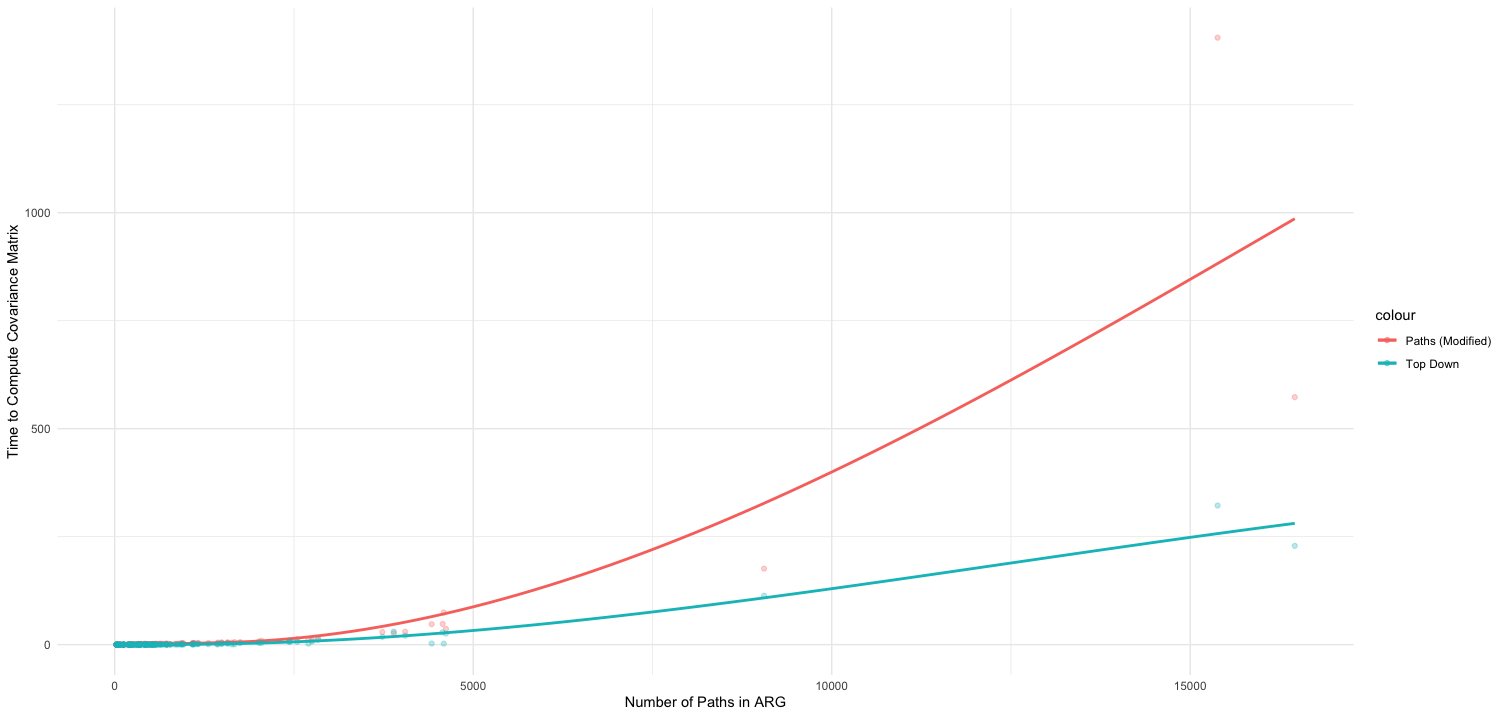 1000
500
0
0
5000
10000
15000
Number of Paths in ARG
Time to Compute Covariance Matrix
colour
Paths (Modified)
Top Down